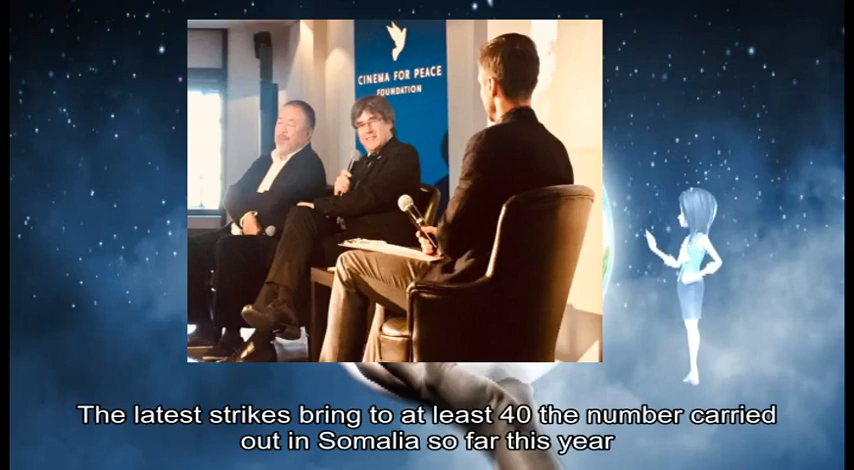 CINEMA FOR PEACE
FOUNDATION
The latest strikes bring to at least 40 the number carried
out in Somalia so far this year